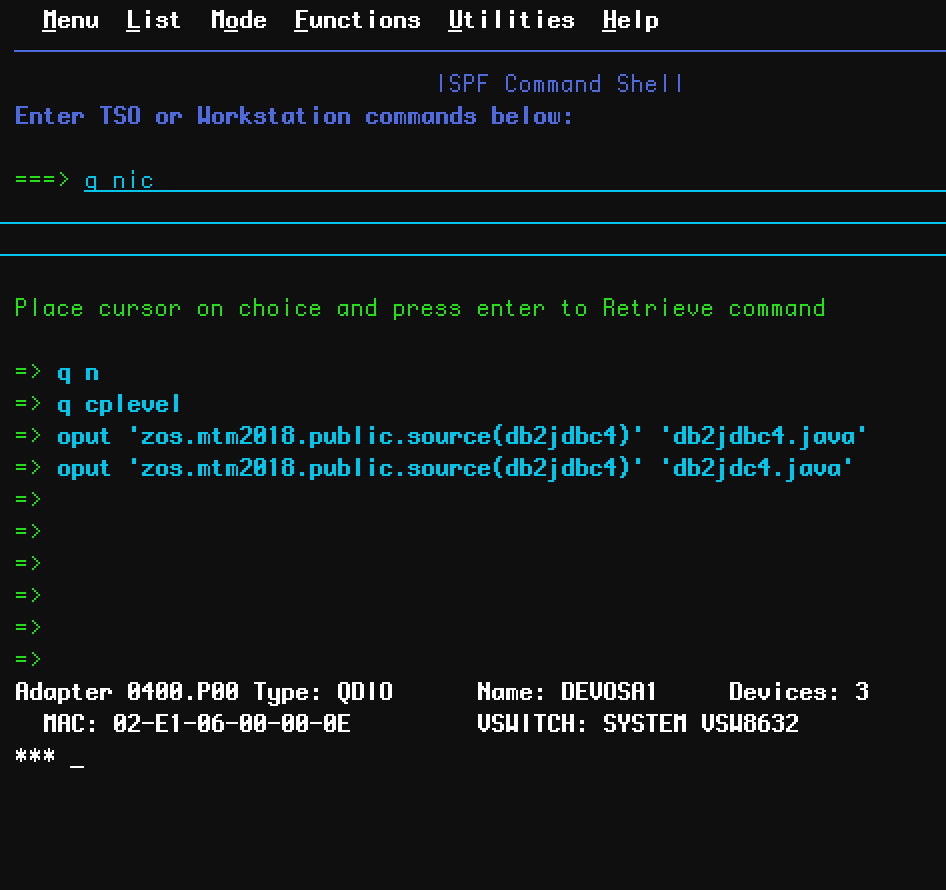 Menu List Mode Functions Utilities Help
ISPF Command Shell
Enter TSO or Workstation commands below:
===> q nic
Place cursor on choice and press enter to Retrieve command
=> q n
=> q cplevel
=> oput 'zos.mtm2018.public.source(db2jdbc4)' 'db2jdbc4.java'
=> oput 'zos.mtm2018.public.source(db2jdbc4)' 'db2jdc4.java'
=>
=>
=>
=>
=>
=>
Adapter 0400.P00 Type: QDIO Name: DEVOSA1 Devices: 3
MAC: 02-E1-06-00-00-0E VSWITCH: SYSTEM VSW8632
*** _